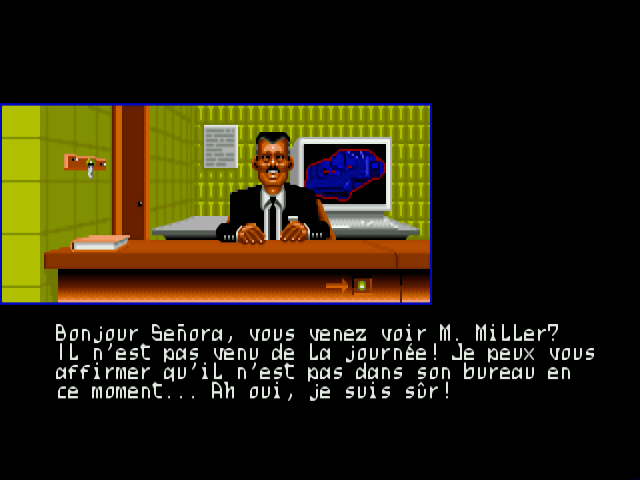 Bonjour Señora, vous venez voir M. Miller?
Il n'est pas venu de la journée! Je peux vous
affirmer qu'il n'est pas dans son bureau en
ce moment... Ah oui, je suis sûr!